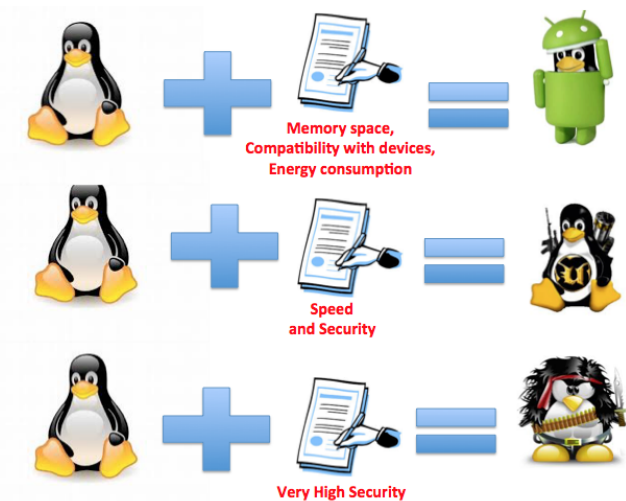 Memory space,
Compatibility with devices,
Energy consumption
Speed
and Security
Very High Security